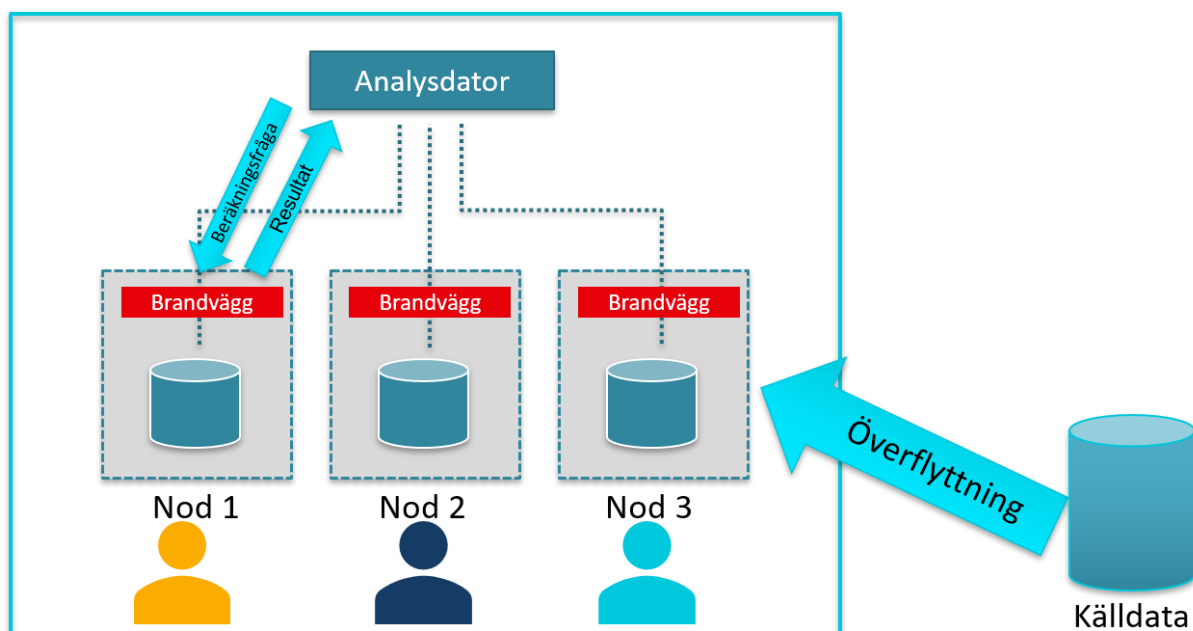 Analysdator
Beräkningsfråga
Resultat
Brandvägg
Brandvägg
Brandvägg
Nod 1
Nod 2
Nod 3
Överflyttning
Källdata